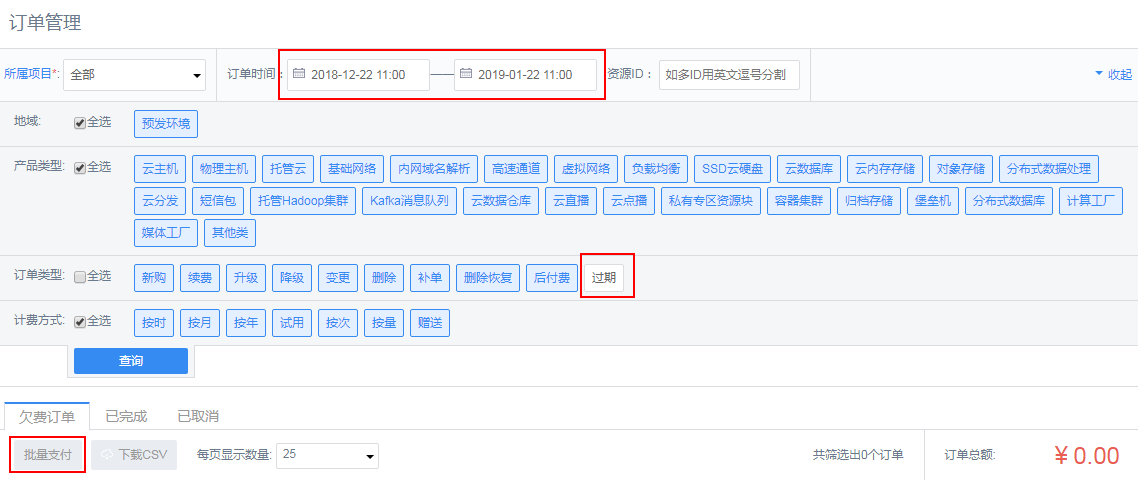 订单管理
所属项目*: 全部 订单时间： 2018-12-22 11:00 2019-01-22 11:00 资源ID： 如多ID用英文逗号分割 收起
地域: 全选 预发环境
产品类型: 全选 云主机 物理主机 托管云 基础网络 内网域名解析 高速通道 虚拟网络 负载均衡 SSD云硬盘 云数据库 云内存存储 对象存储 分布式数据处理
云分发 短信包 托管Hadoop集群 Kafka消息队列 云数据仓库 云直播 云点播 私有专区资源块 容器集群 归档存储 堡垒机 分布式数据库 计算工厂
媒体工厂 其他类
订单类型: 全选 新购 续费 升级 降级 变更 删除 补单 删除恢复 后付费 过期
计费方式: 全选 按时 按月 按年 试用 按次 按量 赠送
查询
欠费订单 已完成 已取消
批量支付 下载CSV 每页显示数量: 25 共筛选出0个订单 订单总额: ¥0.00